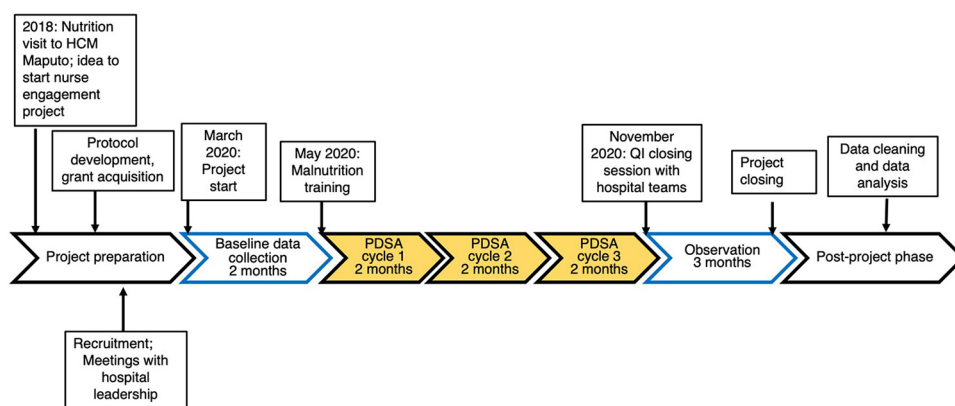 2018: Nutrition
visit to HCM
Maputo; idea to
start nurse
engagement
project
Protocol
development,
grant acquisition
March
2020:
Project
start
May 2020:
Malnutrition
training
November
2020: QI closing
session with
hospital teams
Project
closing
Data cleaning
and data
analysis
Project preparation
Baseline data
collection
2 months
PDSA
cycle 1
2 months
PDSA
cycle 2
2 months
PDSA
cycle 3
2 months
Observation
3 months
Post-project phase
Recruitment;
Meetings with
hospital
leadership